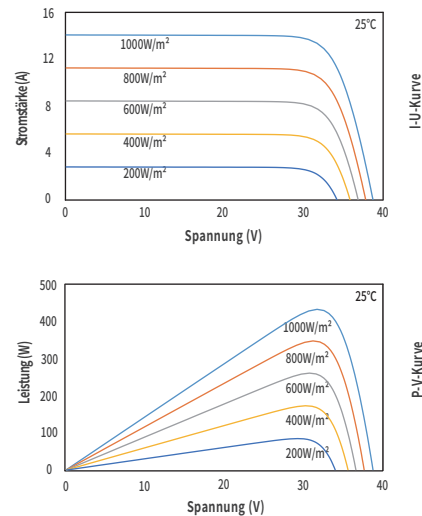 16
25°C
1000W/m²
12
800W/m²
8
600W/m²
4
400W/m²
200W/m²
0
0 10 20 30 40
Stromstärke(A)
Spannung (V)
I-U-Kurve
500
25°C
400
1000W/m²
300
800W/m²
200
600W/m²
100
400W/m²
200W/m²
0
0 10 20 30 40
Leistung (W)
Spannung (V)
P-V-Kurve